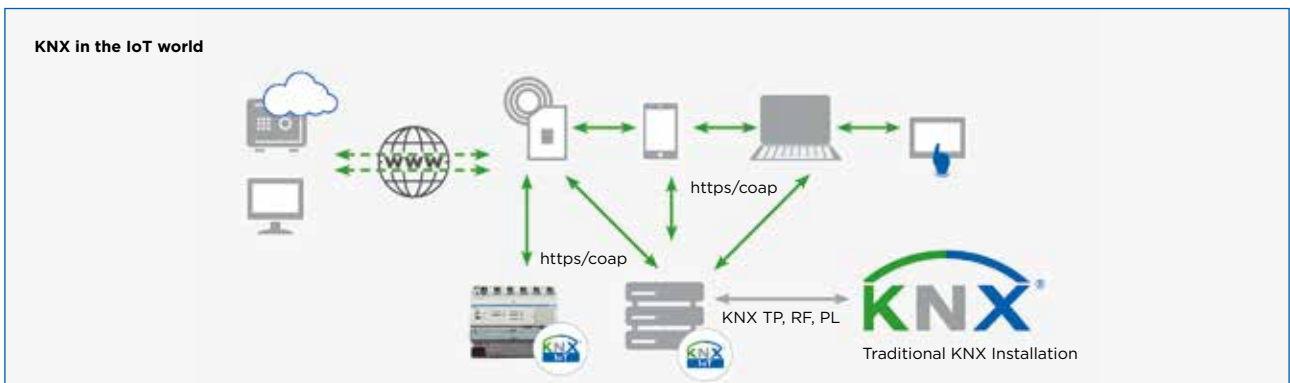 KNX in the IoT world
WWW
https/coap
https/coap
KNX TP, RF, PL
KNX®
Traditional KNX Installation
KNX
IoT
KNX
IoT